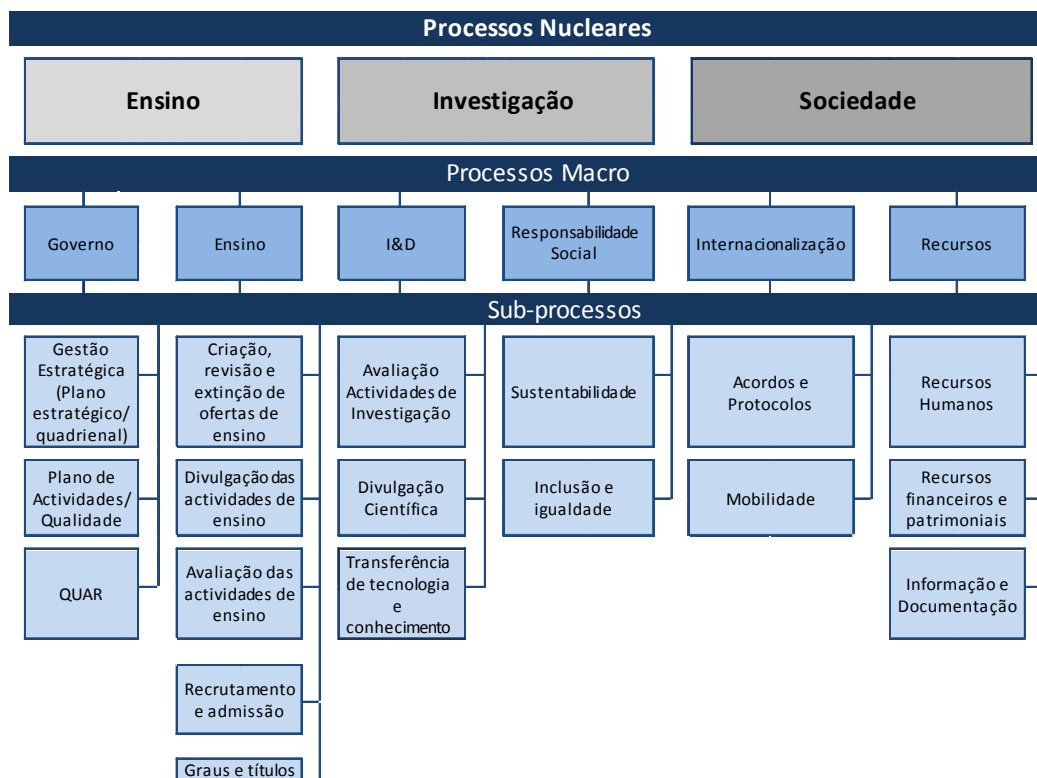 Processos Nucleares
Ensino
Investigação
Sociedade
Processos Macro
Governo
Ensino
I&D
Responsabilidade
Social
Internacionalização
Recursos
Sub-processos
Gestão
Estratégica
(Plano
estratégico/
quadrienal)
Criação,
revisão e
extinção de
ofertas de
ensino
Avaliação
Actividades de
Investigação
Sustentabilidade
Acordos e
Protocolos
Recursos
Humanos
Plano de
Actividades/
Qualidade
Divulgação das
actividades de
ensino
Divulgação
Científica
Inclusão e
igualdade
Mobilidade
Recursos
financeiros e
patrimoniais
QUAR
Avaliação das
actividades de
ensino
Transferência
de tecnologia
e
conhecimento
Informação e
Documentação
Recrutamento
e admissão
Graus e títulos